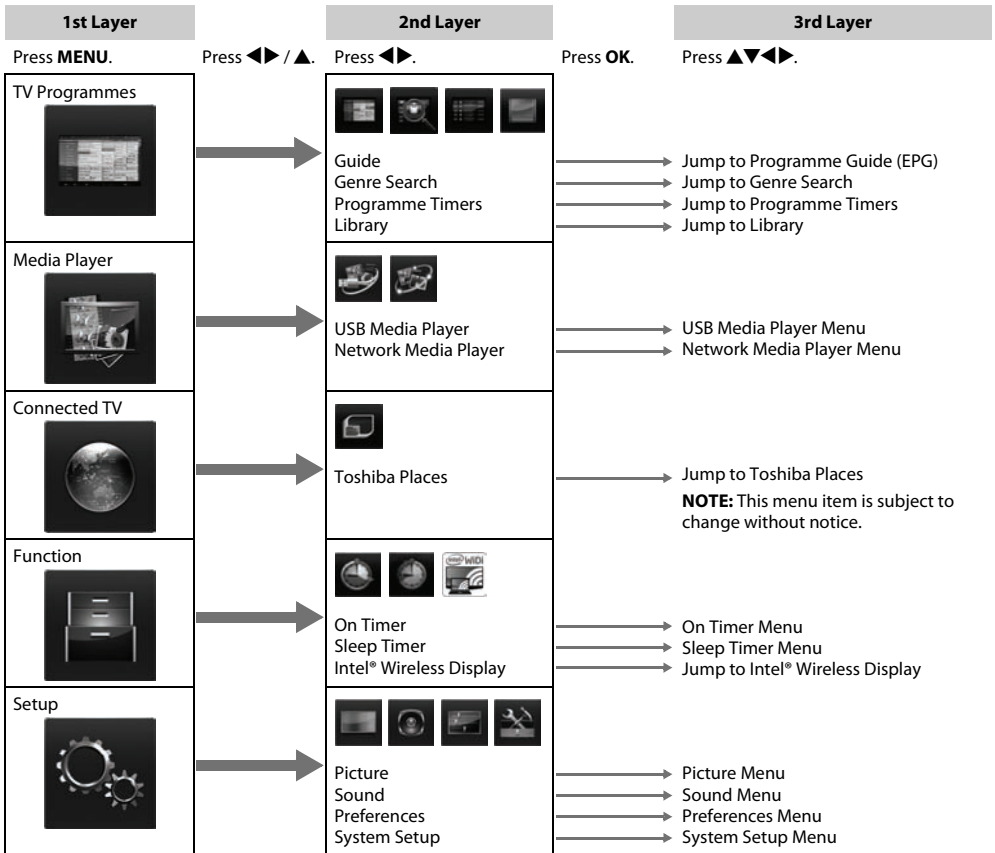 1st Layer
2nd Layer
3rd Layer
Press MENU.
Press ◀▶ / ▲.
Press ◀▶.
Press OK.
Press ▲▼◀▶.
TV Programmes
Guide
Jump to Programme Guide (EPG)
Genre Search
Jump to Genre Search
Programme Timers
Jump to Programme Timers
Library
Jump to Library
Media Player
USB Media Player
USB Media Player Menu
Network Media Player
Network Media Player Menu
Connected TV
Toshiba Places
Jump to Toshiba Places
NOTE: This menu item is subject to
change without notice.
Function
intel WiDi
On Timer
On Timer Menu
Sleep Timer
Sleep Timer Menu
Intel® Wireless Display
Jump to Intel® Wireless Display
Setup
Picture
Picture Menu
Sound
Sound Menu
Preferences
Preferences Menu
System Setup
System Setup Menu